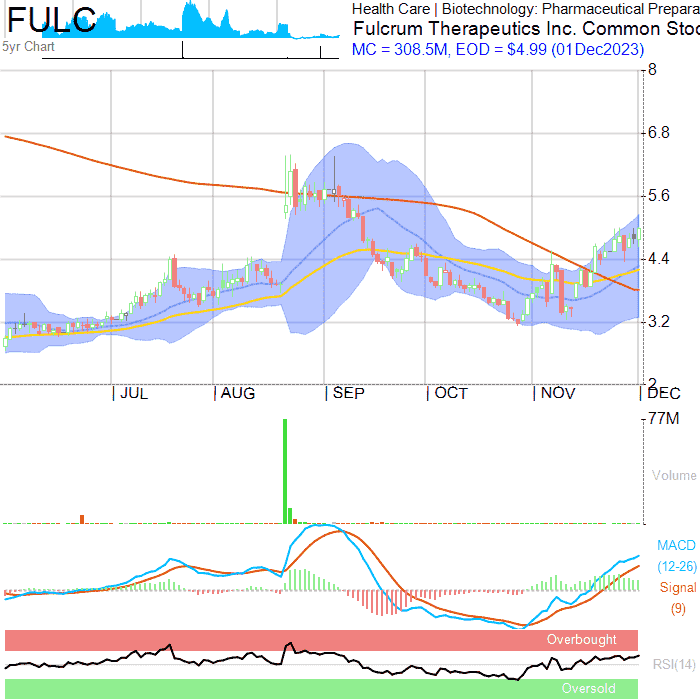 FULC
Health Care | Biotechnology: Pharmaceutical Prepara
Fulcrum Therapeutics Inc. Common Stoc
5yr Chart
MC = 308.5M, EOD = $4.99 (01Dec2023)
8
6.8
5.6
4.4
3.2
2
JUL
AUG
SEP
OCT
NOV
DEC
77M
Volume
MACD
(12-26)
Signal
(9)
Overbought
RSI(14)
Oversold